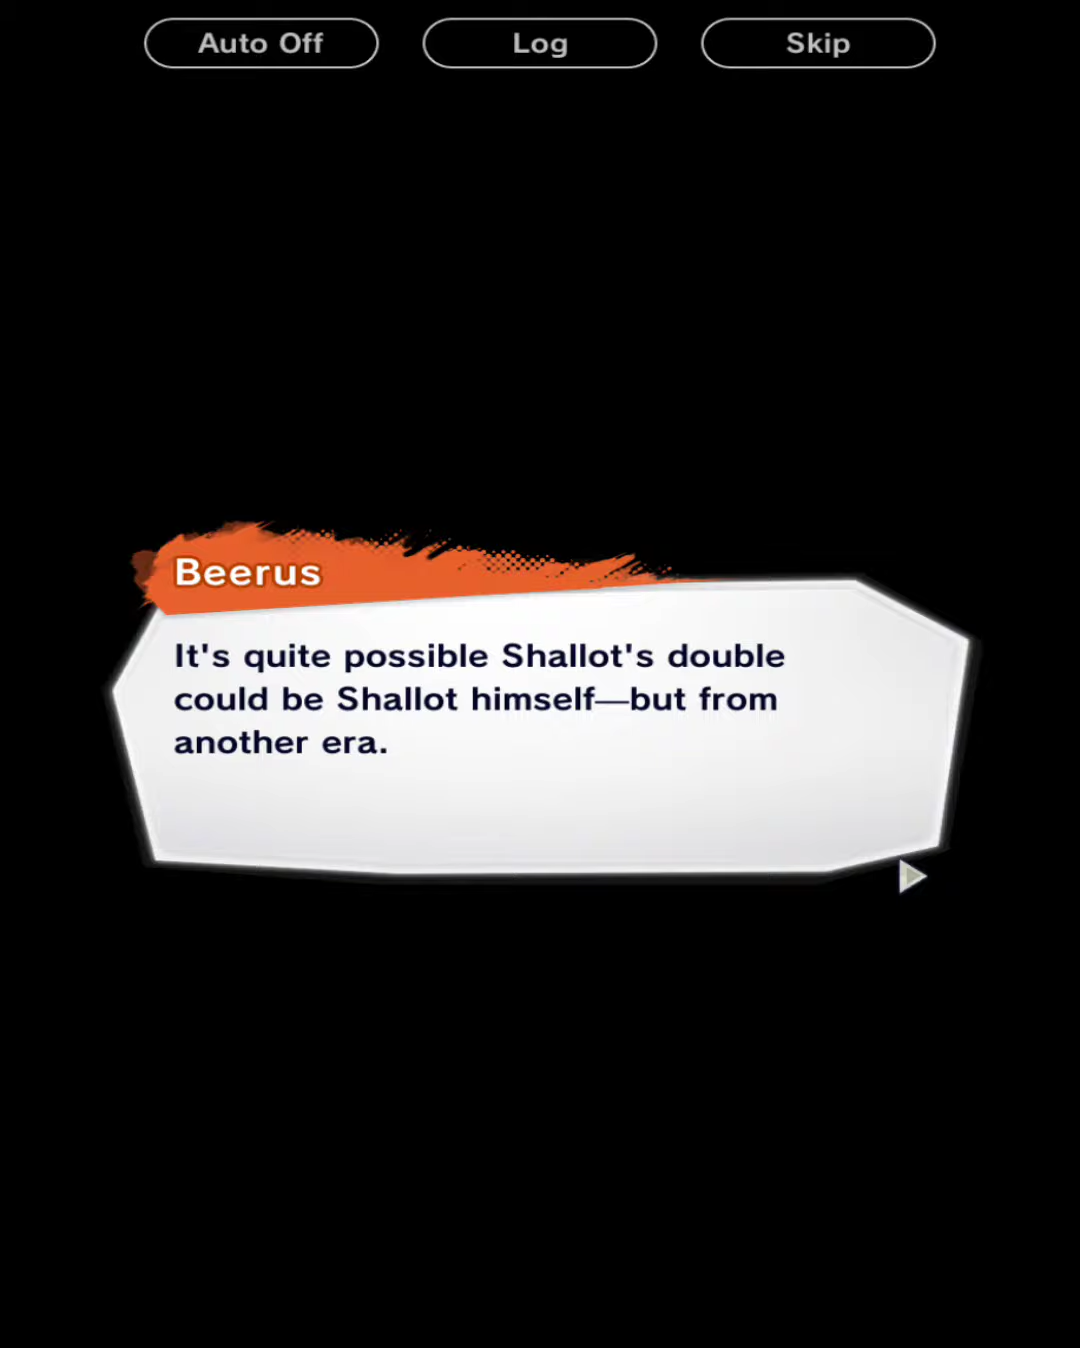 Auto Off
Log
Skip
Beerus
It's quite possible Shallot's double
could be Shallot himself—but from
another era.